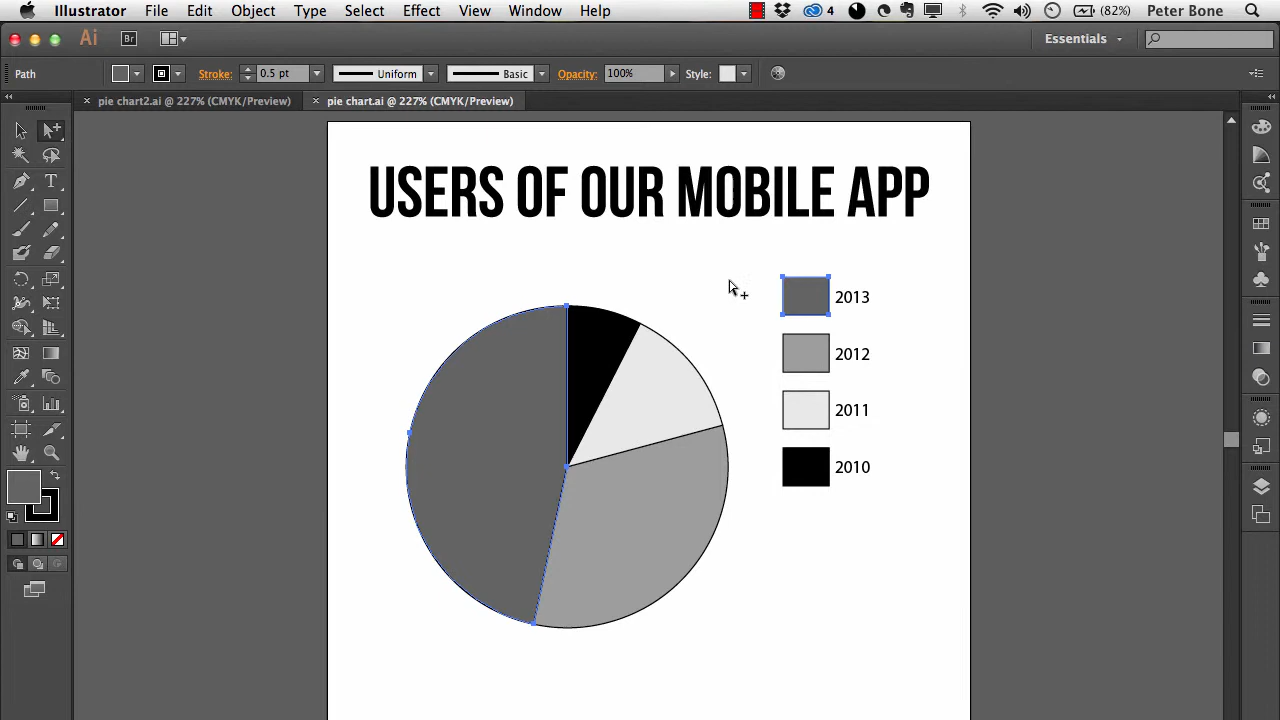 Illustrator File Edit Object Type Select Effect View Window Help 4 (82%) Peter Bone
Ai Br Essentials
Path Stroke: 0.5 pt Uniform Basic Opacity: 100% Style:
× pie chart2.ai @ 227% (CMYK/Preview) × pie chart.ai @ 227% (CMYK/Preview)
USERS OF OUR MOBILE APP
2013
2012
2011
2010